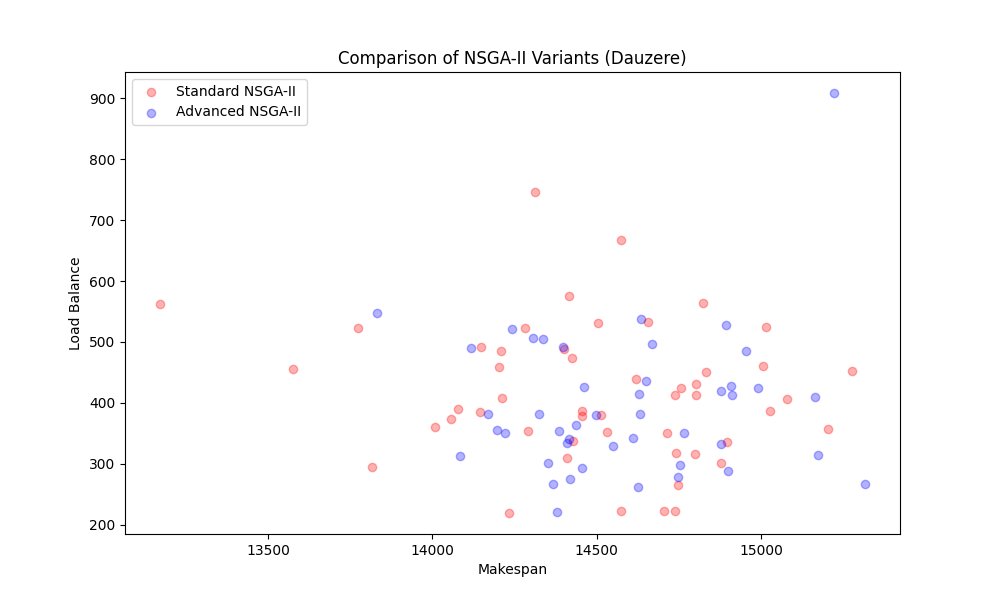 Comparison of NSGA-II Variants (Dauzere)
Standard NSGA-II
Advanced NSGA-II
Load Balance
900
800
700
600
500
400
300
200
13500 14000 14500 15000
Makespan